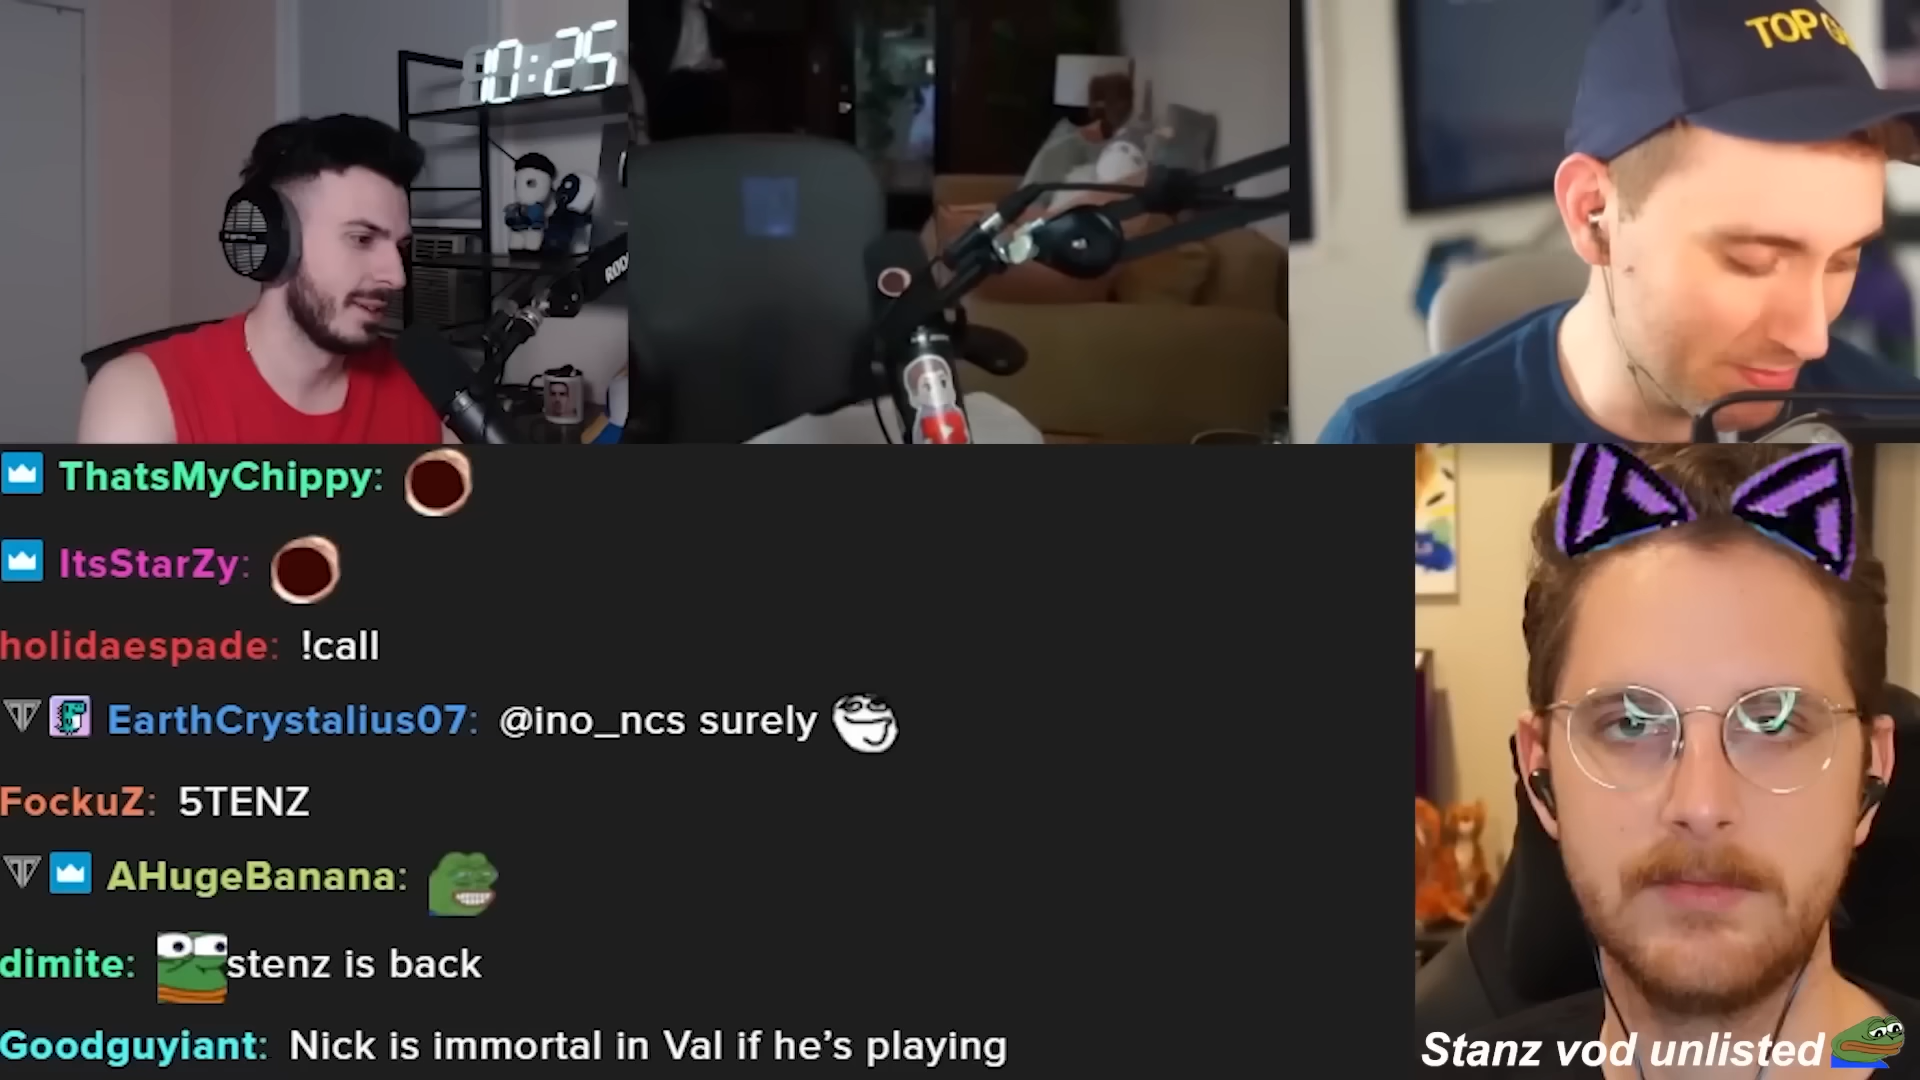 10:25
TOP G
ThatsMyChippy:
ItsStarZy:
holidaespade: !call
EarthCrystalius07: @ino_ncs surely
FockuZ: 5TENZ
AHugeBanana:
dimite: stenz is back
Goodguyiant: Nick is immortal in Val if he's playing
Stanz vod unlisted